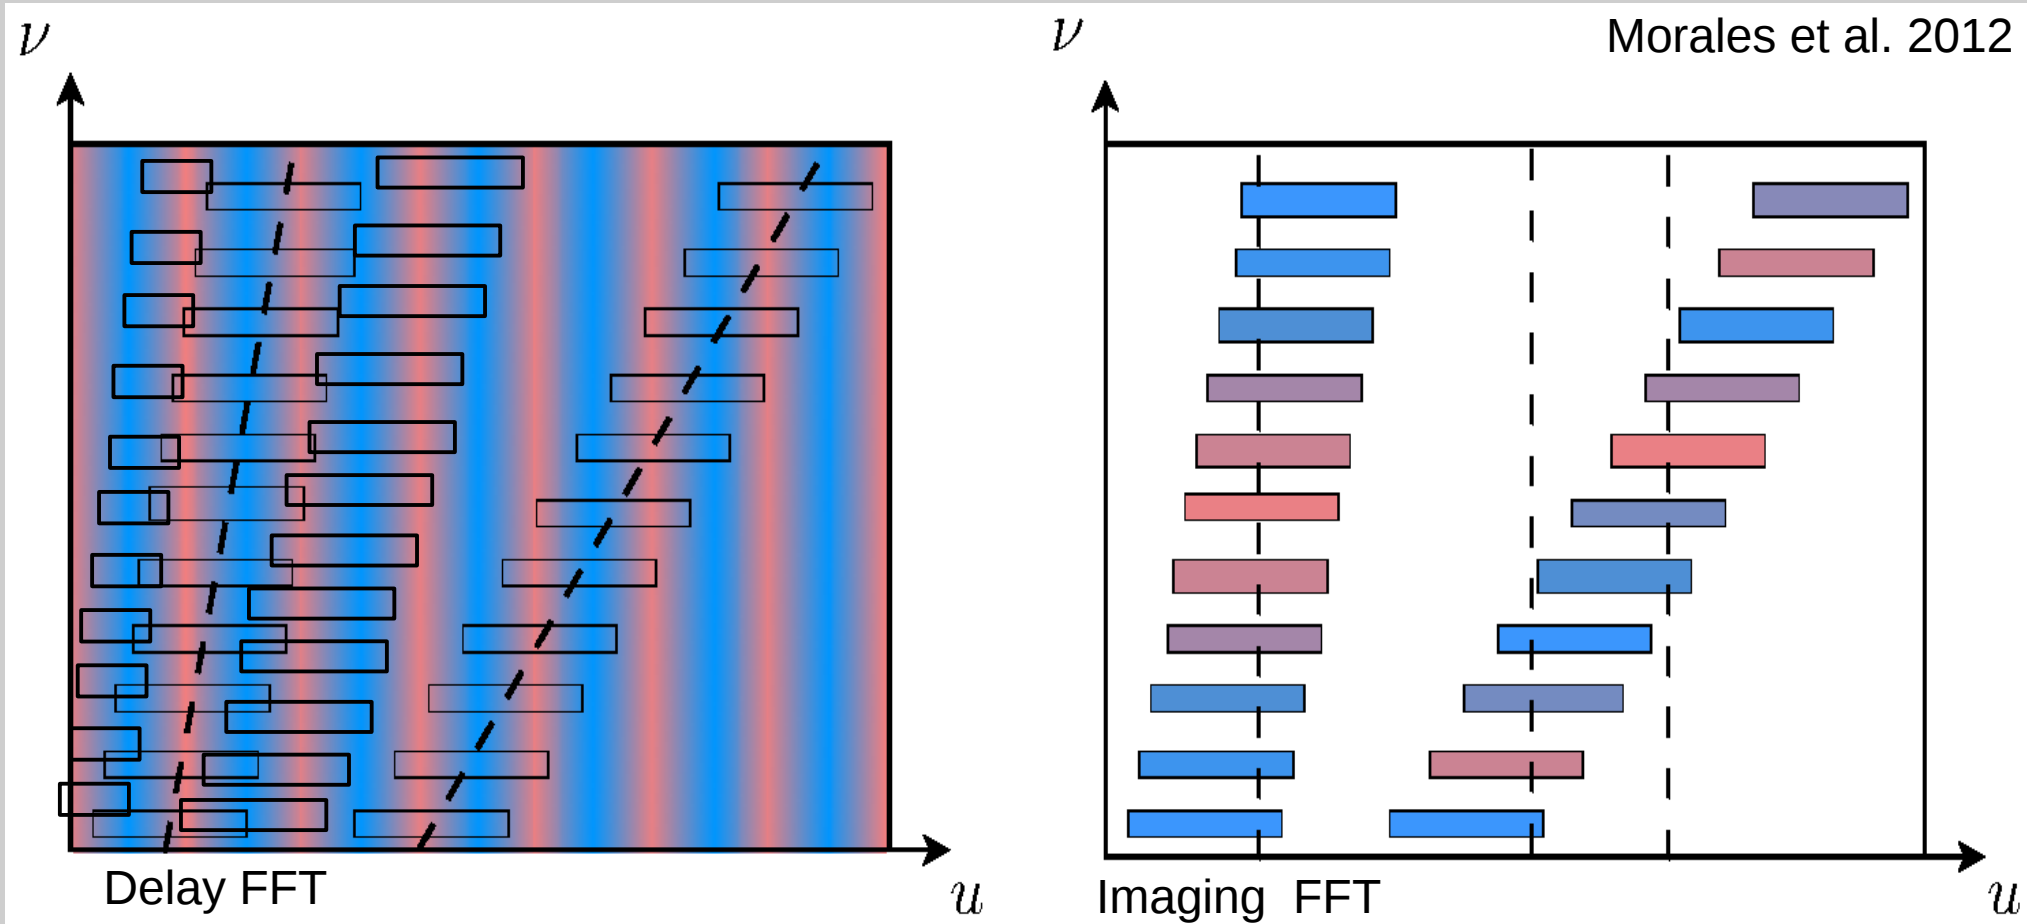 ν
ν
Morales et al. 2012
Delay FFT
u
Imaging FFT
u